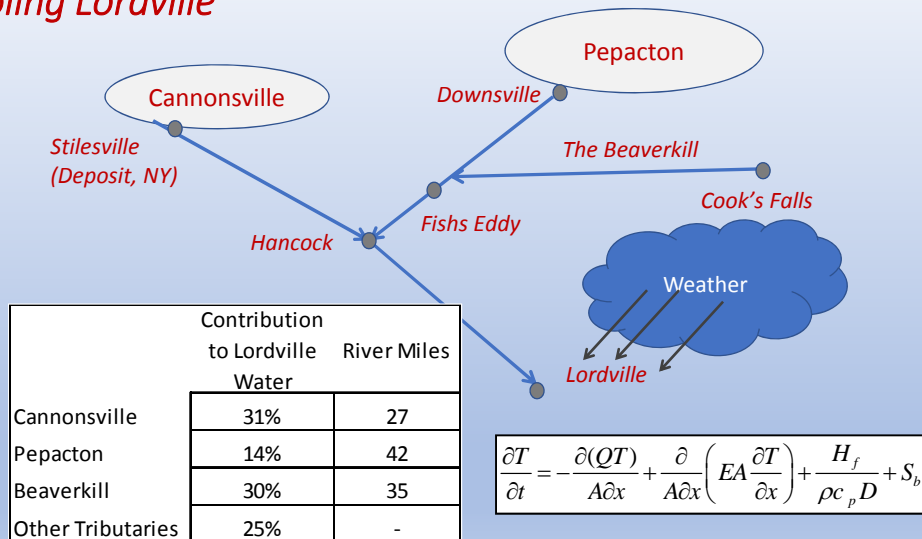 Lordville
Pepacton
Cannonsville
Downsville
Stilesville
(Deposit, NY)
The Beaverkill
Cook's Falls
Fishs Eddy
Hancock
Weather
Lordville
Contribution
to Lordville
Water
River Miles
Cannonsville 31% 27
Pepacton 14% 42
Beaverkill 30% 35
Other Tributaries 25% -
∂T/∂t = -∂(QT)/A∂x + ∂/A∂x (EA ∂T/∂x) + H_f/ρc_pD + S_b